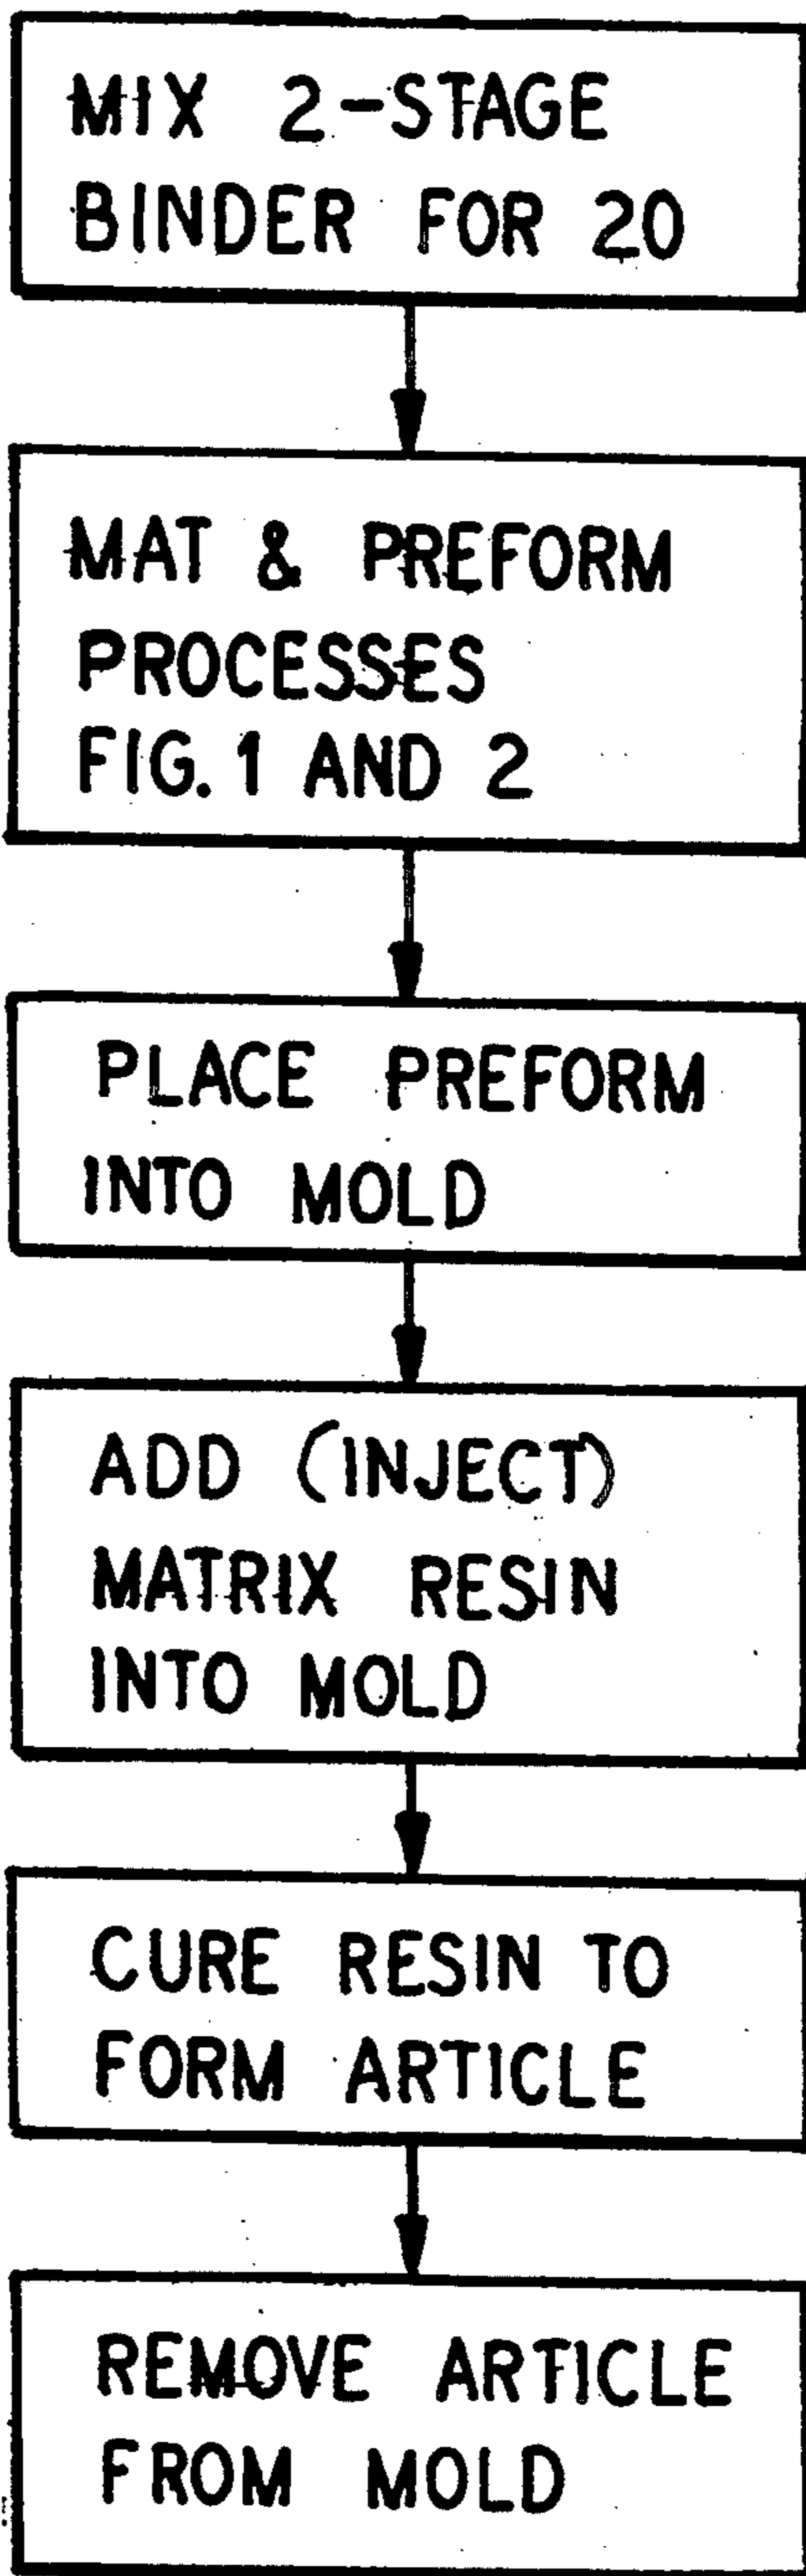 MIX 2-STAGE
BINDER FOR 20
MAT & PREFORM
PROCESSES
FIG. 1 AND 2
PLACE PREFORM
INTO MOLD
ADD (INJECT)
MATRIX RESIN
INTO MOLD
CURE RESIN TO
FORM ARTICLE
REMOVE ARTICLE
FROM MOLD